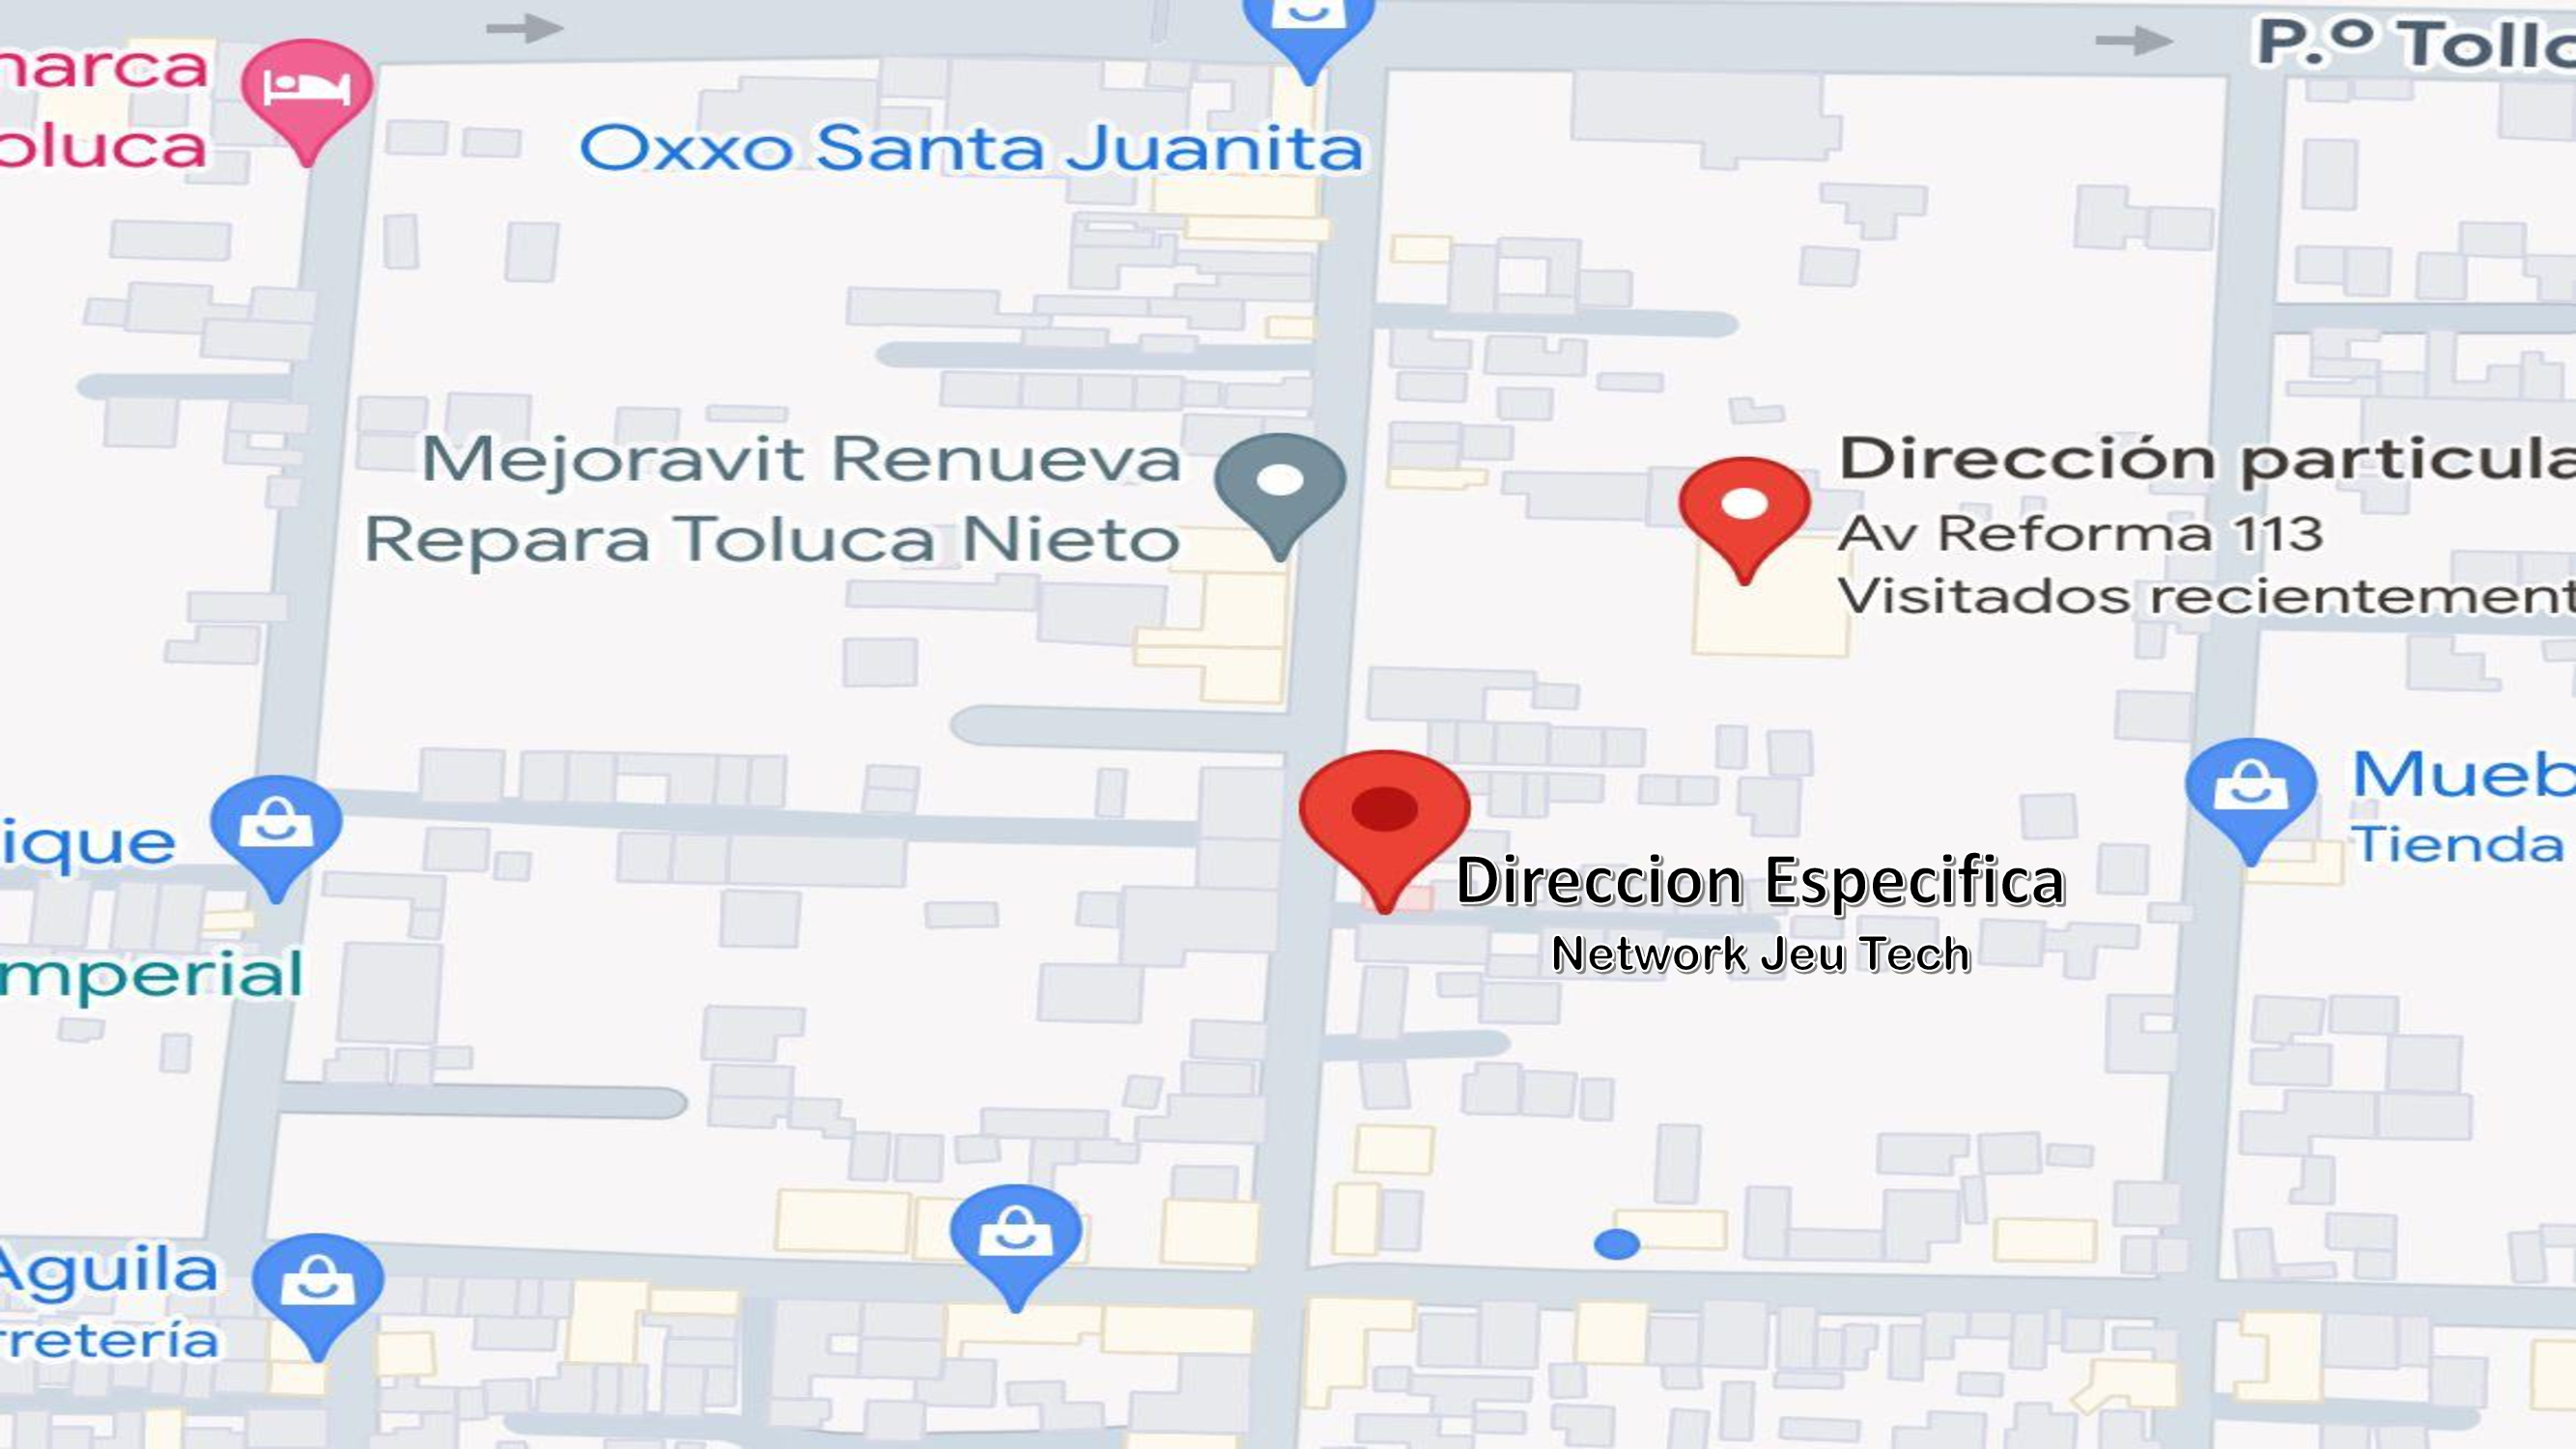 P.º Tollo
marca
oluca
Oxxo Santa Juanita
Mejoravit Renueva
Repara Toluca Nieto
Dirección particula
Av Reforma 113
Visitados recientement
ique
Mueb
Tienda
Direccion Especifica
Network Jeu Tech
mperial
Aguila
rretería